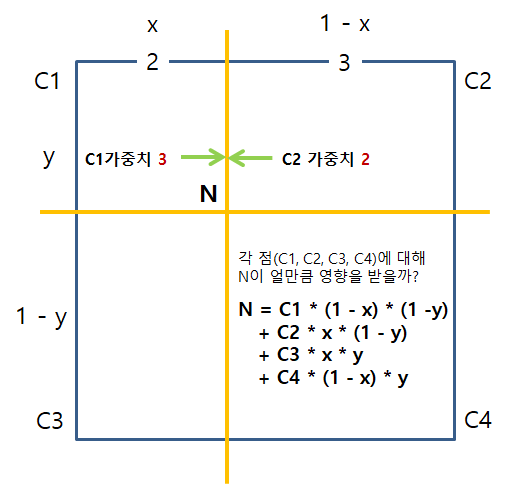 x
1 - x
2
3
C1
C2
y
C1가중치 3
C2 가중치 2
N
각 점(C1, C2, C3, C4)에 대해
N이 얼만큼 영향을 받을까?
1 - y
N = C1 * (1 - x) * (1 -y)
+ C2 * x * (1 - y)
+ C3 * x * y
+ C4 * (1 - x) * y
C3
C4